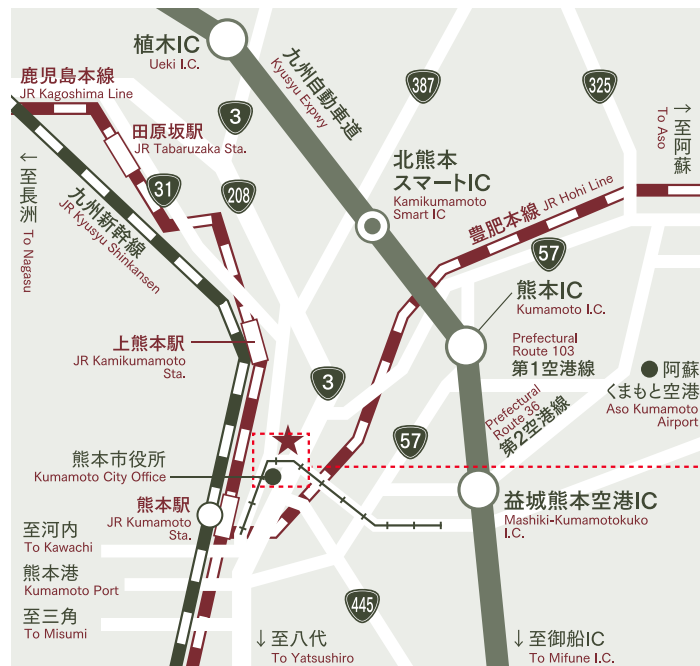 植木IC
Ueki I.C.
鹿児島本線
JR Kagoshima Line
田原坂駅
JR Tabaruzaka Sta.
3
九州自動車道
Kyusyu Expwy
387
325
→至阿蘇
To Aso
北熊本
スマートIC
Kamikumamoto
Smart IC
豊肥本線 JR Hohi Line
←至長洲 To Nagasu
31
208
九州新幹線
JR Kyusyu Shinkansen
57
熊本IC
Kumamoto I.C.
上熊本駅
JR Kamikumamoto
Sta.
3
Prefectural
Route 103
第1空港線
阿蘇
くまもと空港
Aso Kumamoto
Airport
Prefectural
Route 36
第2空港線
57
熊本市役所
Kumamoto City Office
熊本駅
JR Kumamoto
Sta.
益城熊本空港IC
Mashiki-Kumamotokuko
I.C.
至河内
To Kawachi
熊本港
Kumamoto Port
至三角
To Misumi
445
↓至八代
To Yatsushiro
↓至御船IC
To Mifune I.C.